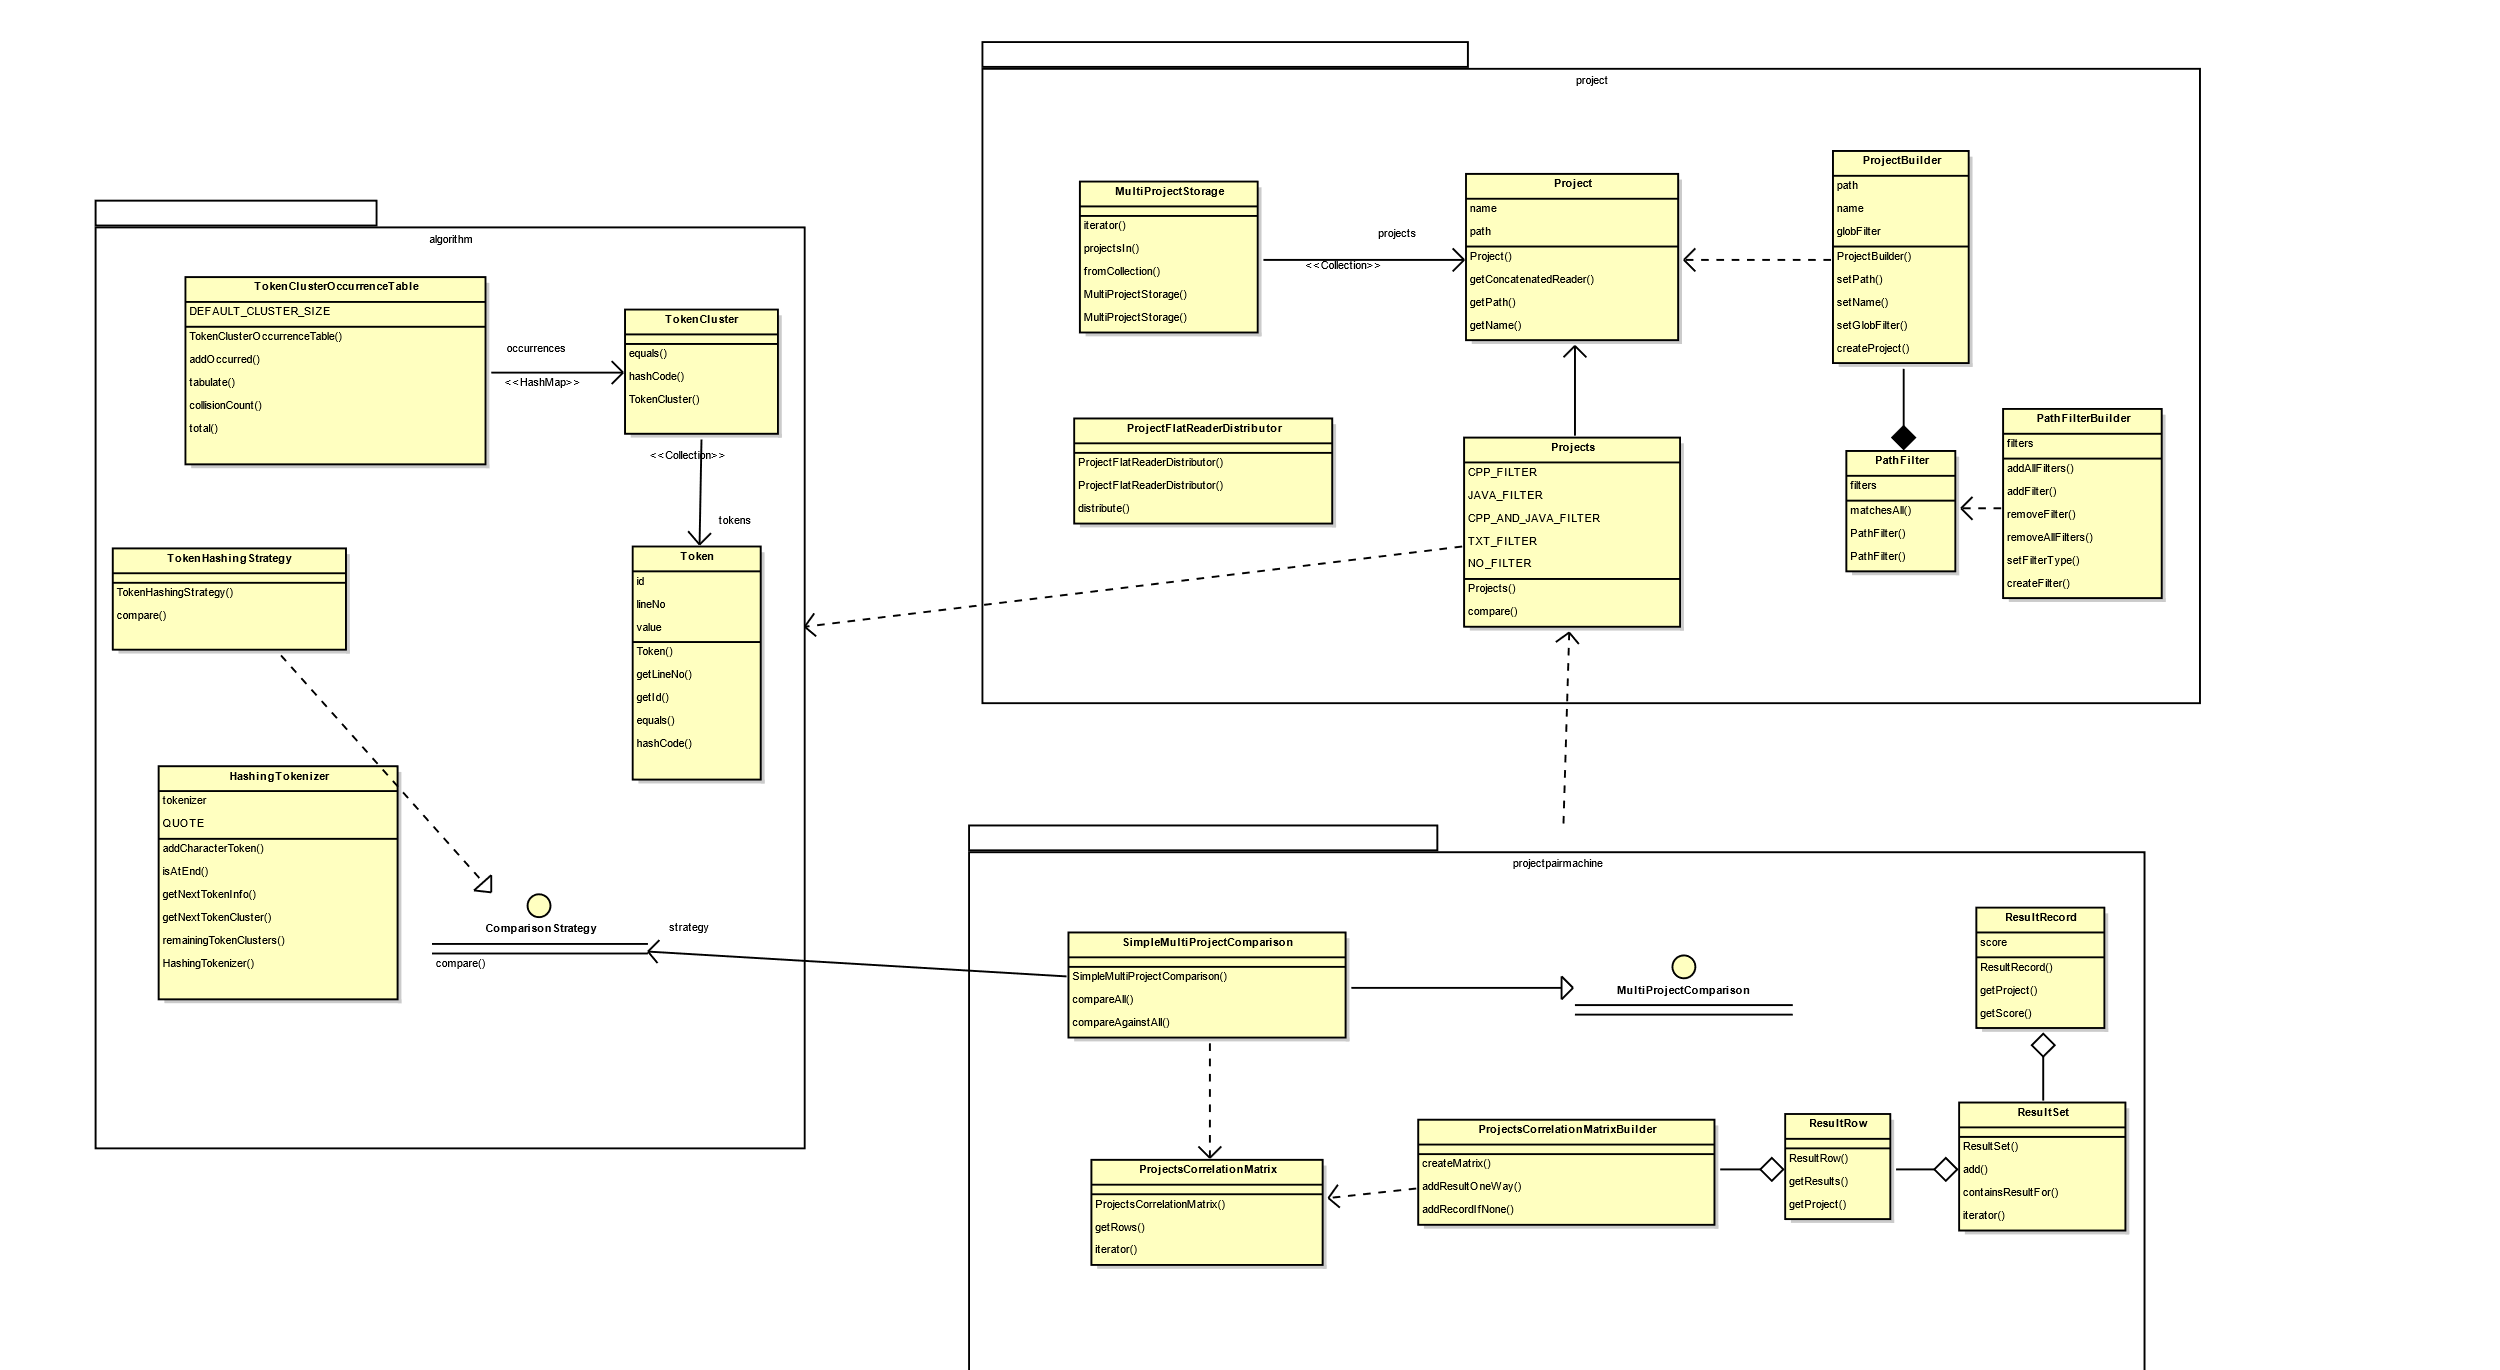 project
MultiProjectStorage
iterator()
projectsIn()
fromCollection()
MultiProjectStorage()
MultiProjectStorage()
projects
<<Collection>>
Project
name
path
Project()
getConcatenatedReader()
getPath()
getName()
ProjectBuilder
path
name
globFilter
ProjectBuilder()
setPath()
setName()
setGlobFilter()
createProject()
ProjectFlatReaderDistributor
ProjectFlatReaderDistributor()
ProjectFlatReaderDistributor()
distribute()
Projects
CPP_FILTER
JAVA_FILTER
CPP_AND_JAVA_FILTER
TXT_FILTER
NO_FILTER
Projects()
compare()
PathFilter
filters
matchesAll()
PathFilter()
PathFilter()
PathFilterBuilder
filters
addAllFilters()
addFilter()
removeFilter()
removeAllFilters()
setFilterType()
createFilter()
algorithm
TokenClusterOccurrenceTable
DEFAULT_CLUSTER_SIZE
TokenClusterOccurrenceTable()
addOccurred()
tabulate()
collisionCount()
total()
occurrences
<<HashMap>>
TokenCluster
equals()
hashCode()
TokenCluster()
<<Collection>>
tokens
Token
id
lineNo
value
Token()
getLineNo()
getId()
equals()
hashCode()
TokenHashingStrategy
TokenHashingStrategy()
compare()
HashingTokenizer
tokenizer
QUOTE
addCharacterToken()
isAtEnd()
getNextTokenInfo()
getNextTokenCluster()
remainingTokenClusters()
HashingTokenizer()
Comparison Strategy
compare()
strategy
projectpairmachine
SimpleMultiProjectComparison
SimpleMultiProjectComparison()
compareAll()
compareAgainstAll()
MultiProjectComparison
ResultRecord
score
ResultRecord()
getProject()
getScore()
ProjectsCorrelationMatrix
ProjectsCorrelationMatrix()
getRows()
iterator()
ProjectsCorrelationMatrixBuilder
createMatrix()
addResultOneWay()
addRecordIfNone()
ResultRow
ResultRow()
getResults()
getProject()
ResultSet
ResultSet()
add()
containsResultFor()
iterator()